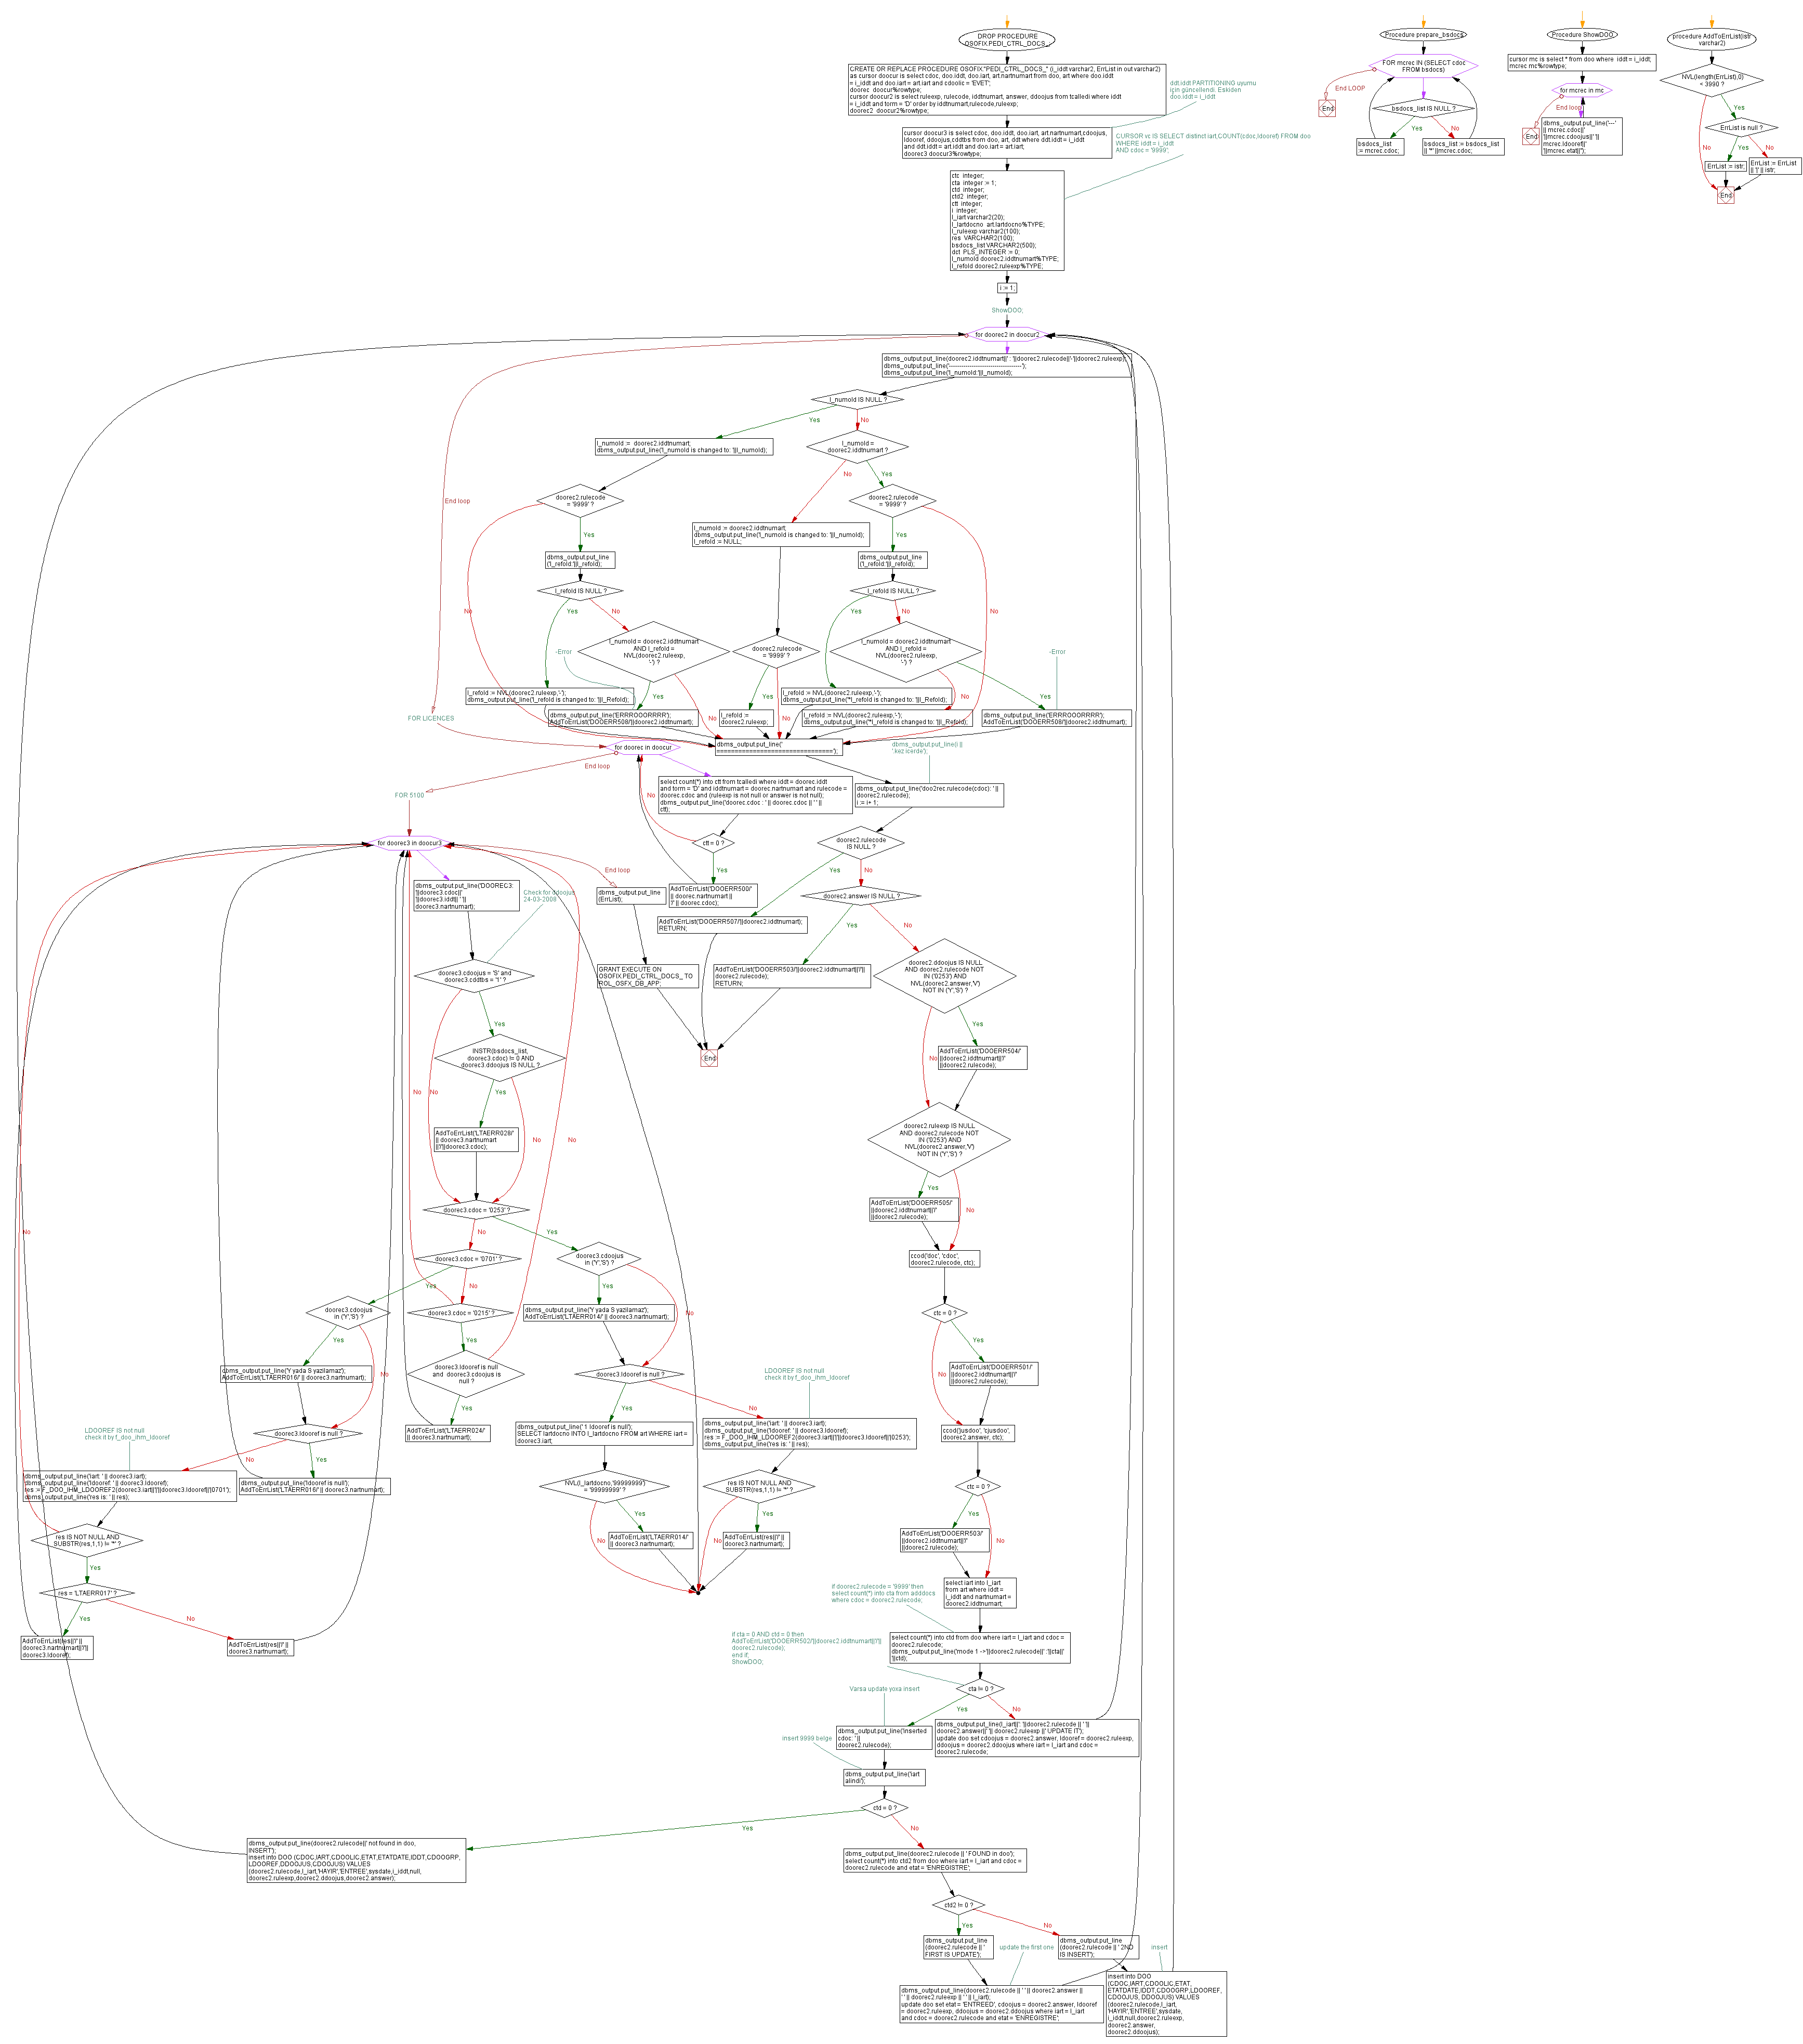 DROP PROCEDURE
OSOFIX.PEDI_CTRL_DOCS_;
CREATE OR REPLACE PROCEDURE OSOFIX."PEDI_CTRL_DOCS_" (i_iddt varchar2, ErrList in out varchar2)
as cursor doocur is select cdoc, doo.iddt, doo.iart, art.nartnumart from doo, art where doo.iddt
= i_iddt and doo.iart = art.iart and cdoolic = 'EVET';
doorec  doocur%rowtype;
cursor doocur2 is select ruleexp, rulecode, iddtnumart, answer, ddoojus from tcalledi where iddt
= i_iddt and torm = 'D' order by iddtnumart,rulecode,ruleexp;
doorec2  doocur2%rowtype;
ddt.iddt PARTITIONING uyumu
için güncellendi. Eskiden
doo.iddt = i_iddt
cursor doocur3 is select cdoc, doo.iddt, doo.iart, art.nartnumart,cdoojus,
ldooref, ddoojus,cddtbs from doo, art, ddt where ddt.iddt = i_iddt
and ddt.iddt = art.iddt and doo.iart = art.iart;
doorec3 doocur3%rowtype;
CURSOR vc IS SELECT distinct iart,COUNT(cdoc,ldooref) FROM doo
WHERE iddt = i_iddt
AND cdoc = '9999';
ctc  integer;
cta  integer := 1;
ctd  integer;
ctd2  integer;
ctt  integer;
i  integer;
l_iart varchar2(20);
l_lartdocno  art.lartdocno%TYPE;
l_ruleexp varchar2(100);
res  VARCHAR2(100);
bsdocs_list VARCHAR2(500);
dct  PLS_INTEGER := 0;
l_numold doorec2.iddtnumart%TYPE;
l_refold doorec2.ruleexp%TYPE;
i := 1;
ShowDOO;
for doorec2 in doocur2
dbms_output.put_line(doorec2.iddtnumart||' : '||doorec2.rulecode||'-'||doorec2.ruleexp);
dbms_output.put_line('l_numold:'||l_numold);
l_numold IS NULL ?
Yes
No
l_numold :=  doorec2.iddtnumart;
dbms_output.put_line('l_numold is changed to: '||l_numold);
l_numold =
doorec2.iddtnumart ?
No
Yes
End loop
doorec2.rulecode
= '9999' ?
doorec2.rulecode
= '9999' ?
l_numold := doorec2.iddtnumart;
dbms_output.put_line('l_numold is changed to: '||l_numold);
l_refold := NULL;
Yes
Yes
dbms_output.put_line
('l_refold:'||l_refold);
dbms_output.put_line
('l_refold:'||l_refold);
l_refold IS NULL ?
l_refold IS NULL ?
No
Yes
No
Yes
No
No
l_numold = doorec2.iddtnumart
AND l_refold =
NVL(doorec2.ruleexp,
'-') ?
doorec2.rulecode
= '9999' ?
l_numold = doorec2.iddtnumart
AND l_refold =
NVL(doorec2.ruleexp,
'-') ?
-Error
-Error
l_refold := NVL(doorec2.ruleexp,'-');
dbms_output.put_line('l_refold is changed to: '||l_Refold);
Yes
Yes
l_refold := NVL(doorec2.ruleexp,'-');
dbms_output.put_line('*l_refold is changed to: '||l_Refold);
No
Yes
FOR LICENCES
dbms_output.put_line('ERRROOORRRR');
AddToErrList('DOOERR508/'||doorec2.iddtnumart);
No
l_refold :=
doorec2.ruleexp;
No
l_refold := NVL(doorec2.ruleexp,'-');
dbms_output.put_line('*l_refold is changed to: '||l_Refold);
dbms_output.put_line('ERRROOORRRR');
AddToErrList('DOOERR508/'||doorec2.iddtnumart);
for doorec in doocur
dbms_output.put_line('
================================');
dbms_output.put_line(i ||
'.kez icerde');
End loop
select count(*) into ctt from tcalledi where iddt = doorec.iddt
and torm = 'D' and iddtnumart = doorec.nartnumart and rulecode =
doorec.cdoc and (ruleexp is not null or answer is not null);
dbms_output.put_line('doorec.cdoc : ' || doorec.cdoc || ' ' ||
ctt);
No
dbms_output.put_line('doo2rec.rulecode(cdoc): ' ||
doorec2.rulecode);
i := i+ 1;
FOR 5100
for doorec3 in doocur3
ctt = 0 ?
doorec2.rulecode
IS NULL ?
Yes
Yes
No
End loop
dbms_output.put_line('DOOREC3:
'||doorec3.cdoc||'
'||doorec3.iddt|| ' '||
doorec3.nartnumart);
Check for ddoojus
24-03-2009
dbms_output.put_line
(ErrList);
AddToErrList('DOOERR500/'
|| doorec.nartnumart ||
'/' || doorec.cdoc);
doorec2.answer IS NULL ?
AddToErrList('DOOERR507/'||doorec2.iddtnumart);
RETURN;
Yes
No
doorec3.cdoojus = 'S' and
doorec3.cddtbs = '1' ?
GRANT EXECUTE ON
OSOFIX.PEDI_CTRL_DOCS_ TO
ROL_OSFX_DB_APP;
AddToErrList('DOOERR503/'||doorec2.iddtnumart||'/'||
doorec2.rulecode);
RETURN;
doorec2.ddoojus IS NULL
AND doorec2.rulecode NOT
IN ('0253') AND
NVL(doorec2.answer,'V')
NOT IN ('Y','S') ?
Yes
Yes
INSTR(bsdocs_list,
doorec3.cdoc) != 0 AND
doorec3.ddoojus IS NULL ?
End
No
AddToErrList('DOOERR504/'
||doorec2.iddtnumart||'/'
||doorec2.rulecode);
No
Yes
AddToErrList('LTAERR028/'
|| doorec3.nartnumart
||'/'||doorec3.cdoc);
No
No
No
doorec2.ruleexp IS NULL
AND doorec2.rulecode NOT
IN ('0253') AND
NVL(doorec2.answer,'V')
NOT IN ('Y','S') ?
Yes
doorec3.cdoc = '0253' ?
AddToErrList('DOOERR505/'
||doorec2.iddtnumart||'/'
||doorec2.rulecode);
No
No
No
Yes
doorec3.cdoc = '0701' ?
doorec3.cdoojus
in ('Y','S') ?
ccod('doc', 'cdoc',
doorec2.rulecode, ctc);
Yes
No
Yes
doorec3.cdoojus
in ('Y','S') ?
doorec3.cdoc = '0215' ?
dbms_output.put_line('Y yada S yazilamaz');
AddToErrList('LTAERR014/' || doorec3.nartnumart);
No
ctc = 0 ?
Yes
Yes
Yes
dbms_output.put_line('Y yada S yazilamaz');
AddToErrList('LTAERR016/' || doorec3.nartnumart);
No
doorec3.ldooref is null
and  doorec3.cdoojus is
null ?
doorec3.ldooref is null ?
LDOOREF IS not null
check it by f_doo_ihm_ldooref
AddToErrList('DOOERR501/'
||doorec2.iddtnumart||'/'
||doorec2.rulecode);
No
Yes
Yes
No
LDOOREF IS not null
check it by f_doo_ihm_ldooref
doorec3.ldooref is null ?
AddToErrList('LTAERR024/'
|| doorec3.nartnumart);
dbms_output.put_line(' 1 ldooref is null');
SELECT lartdocno INTO l_lartdocno FROM art WHERE iart =
doorec3.iart;
dbms_output.put_line('iart: ' || doorec3.iart);
dbms_output.put_line('ldooref: ' || doorec3.ldooref);
res = F_DOO_IHM_LDOOREF2(doorec3.iart||'|'||doorec3.ldooref||'|0253');
dbms_output.put_line('res is: ' || res);
ccod('jusdoo', 'cjusdoo',
doorec2.answer, ctc);
No
Yes
dbms_output.put_line('iart: ' || doorec3.iart);
dbms_output.put_line('ldooref: ' || doorec3.ldooref);
res := F_DOO_IHM_LDOOREF2(doorec3.iart||'|'||doorec3.ldooref||'|0701');
dbms_output.put_line('res is: ' || res);
dbms_output.put_line('ldooref is null');
AddToErrList('LTAERR016/' || doorec3.nartnumart);
NVL(l_lartdocno,'99999999')
= '99999999' ?
res IS NOT NULL AND
SUBSTR(res,1,1) != '*' ?
ctc = 0 ?
Yes
Yes
Yes
res IS NOT NULL AND
SUBSTR(res,1,1) != '*' ?
No
AddToErrList('LTAERR014/'
|| doorec3.nartnumart);
No
AddToErrList(res||'/' ||
doorec3.nartnumart);
AddToErrList('DOOERR503/'
||doorec2.iddtnumart||'/'
||doorec2.rulecode);
No
Yes
res = 'LTAERR017' ?
if doorec2.rulecode = '9999' then
select count(*) into cta from adddocs
where cdoc = doorec2.rulecode;
select iart into l_iart
from art where iddt =
i_iddt and nartnumart =
doorec2.iddtnumart;
Yes
No
AddToErrList(res||'/' ||
doorec3.nartnumart||'/'||
doorec3.ldooref);
AddToErrList(res||'/' ||
doorec3.nartnumart);
if cta = 0 AND ctd = 0 then
AddToErrList('DOOERR502/'||doorec2.iddtnumart||'/'||
doorec2.rulecode);
end if;
ShowDOO;
select count(*) into ctd from doo where iart = l_iart and cdoc =
doorec2.rulecode;
dbms_output.put_line('mode 1 ->'||doorec2.rulecode||' :'||cta||'
'||ctd);
Varsa update yoxa insert
cta != 0 ?
Yes
No
insert 9999 belge
dbms_output.put_line('inserted
cdoc: ' ||
doorec2.rulecode);
dbms_output.put_line(l_iart||': '||doorec2.rulecode || ' ' ||
doorec2.answer||' '|| doorec2.ruleexp ||' UPDATE IT');
update doo set cdoojus = doorec2.answer, ldooref = doorec2.ruleexp,
ddoojus = doorec2.ddoojus where iart = l_iart and cdoc =
doorec2.rulecode;
dbms_output.put_line('iart
alindi');
ctd = 0 ?
Yes
No
dbms_output.put_line(doorec2.rulecode||' not found in doo,
INSERT');
insert into DOO (CDOC,IART,CDOOLIC,ETAT,ETATDATE,IDDT,CDOOGRP,
LDOOREF,DDOOJUS,CDOOJUS) VALUES
(doorec2.rulecode,l_iart,'HAYIR','ENTREE',sysdate,i_iddt,null,
doorec2.ruleexp,doorec2.ddoojus,doorec2.answer);
dbms_output.put_line(doorec2.rulecode || ' FOUND in doo');
select count(*) into ctd2 from doo where iart = l_iart and cdoc =
doorec2.rulecode and etat = 'ENREGISTRE';
ctd2 != 0 ?
Yes
No
dbms_output.put_line
(doorec2.rulecode || '
FIRST IS UPDATE');
update the first one
dbms_output.put_line
(doorec2.rulecode || ' 2ND
IS INSERT');
insert
dbms_output.put_line(doorec2.rulecode || ' ' || doorec2.answer ||
' ' || doorec2.ruleexp || ' ' || l_iart);
update doo set etat = 'ENTREED', cdoojus = doorec2.answer, ldooref
= doorec2.ruleexp, ddoojus = doorec2.ddoojus where iart = l_iart
and cdoc = doorec2.rulecode and etat = 'ENREGISTRE';
insert into DOO
(CDOC,IART,CDOOLIC,ETAT,
ETATDATE,IDDT,CDOOGRP,LDOOREF,
CDOOJUS, DDOOJUS) VALUES
(doorec2.rulecode,l_iart,
'HAYIR','ENTREE',sysdate,
i_iddt,null,doorec2.ruleexp,
doorec2.answer,
doorec2.ddoojus);
Procedure prepare_bsdocs
FOR mcrec IN (SELECT cdoc
FROM bsdocs)
End LOOP
End
bsdocs_list IS NULL ?
Yes
No
bsdocs_list
:= mcrec.cdoc;
bsdocs_list := bsdocs_list
|| '*' ||mcrec.cdoc;
Procedure ShowDOO
cursor mc is select * from doo where  iddt = i_iddt;
mcrec mc%rowtype;
for mcrec in mc
End loop
End
dbms_output.put_line('---'
|| mcrec.cdoc||'
'||mcrec.cdoojus||' '||
mcrec.ldooref||'
'||mcrec.etat||'');
procedure AddToErrList(istr
varchar2)
NVL(length(ErrList),0)
< 3990 ?
Yes
ErrList is null ?
No
Yes
No
ErrList := istr;
ErrList := ErrList
|| '|' || istr;
End